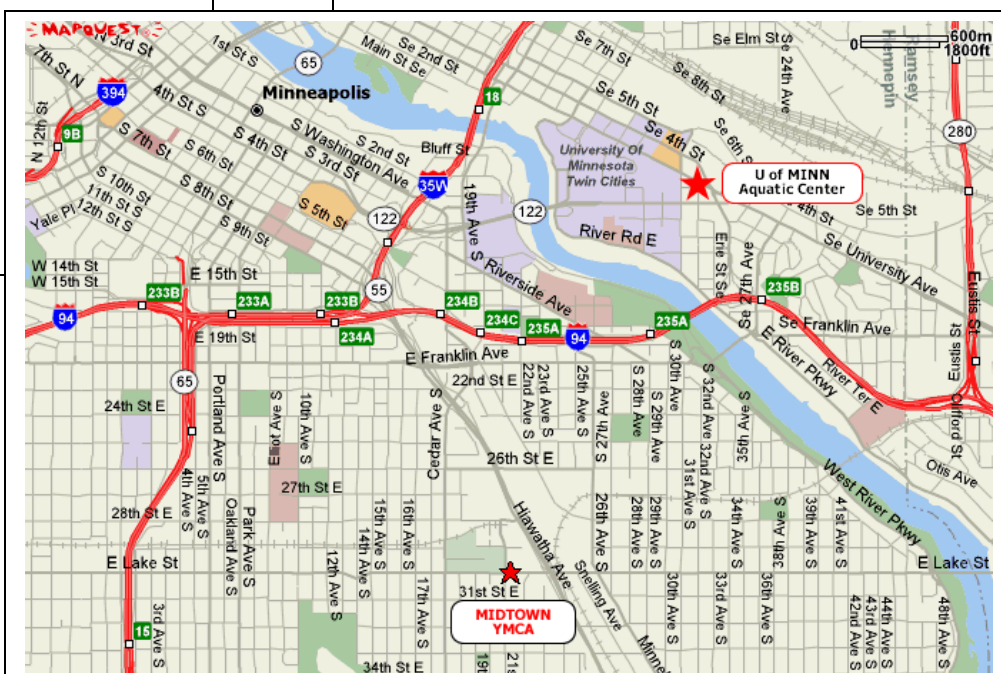 MAPQUEST
N 3rd St
1st St S
65
Main St Se
Se 2nd St
Se 7th St
Se Elm St
Se 24th Ave
Hennepin
Ramsey
600m
0
1800ft
7th St N
394
Minneapolis
18
Se 8th St
9B
12th St N
4th St S
S 4th St
S Washington Ave
S 3rd St
S 2nd St
Bluff St
Se 5th St
Se 4th St
Se 6th St
280
S 7th St
S 6th St
University Of
Minnesota
Twin Cities
U of MINN
Aquatic Center
S 10th St
11th St S
12th St S
Yale Pl
S 8th St
S 9th St
S 5th St
35W
122
19th Ave S
122
River Rd E
4th St
Se 5th St
Se University Ave
Erie St Se
Se 27th Ave
W 14th St
W 15th St
E 15th St
55
S Riverside Ave
Eustis St
233B
233A
233B
234B
234C
235A
235A
235B
94
E 19th St
234A
94
Se Franklin Ave
E Franklin Ave
E River Pkwy
River Ter E
Eustis St
65
22nd St E
Cedar Ave S
22nd Ave S
23rd Ave S
25th Ave S
S 27th Ave
S 28th Ave
S 29th Ave
S 30th Ave
S 32nd Ave
32nd Ave S
31st Ave S
35th Ave S
Clifford St
24th St E
Portland Ave S
10th Ave S
26th St E
Otis Ave
West River Pkwy
27th St E
28th St E
4th Ave S
5th Ave S
Oakland Ave S
Park Ave S
12th Ave S
14th Ave S
15th Ave S
16th Ave S
17th Ave S
Hiawatha Ave
26th Ave S
28th Ave S
29th Ave S
34th Ave S
38th Ave S
39th Ave S
41st Ave S
E Lake St
E Lake St
31st St E
Snelling Ave
30th Ave S
33rd Ave S
36th Ave S
42nd Ave S
43rd Ave S
44th Ave S
48th Ave S
MIDTOWN
YMCA
15
3rd Ave S
34th St E
19t
21s
Minne